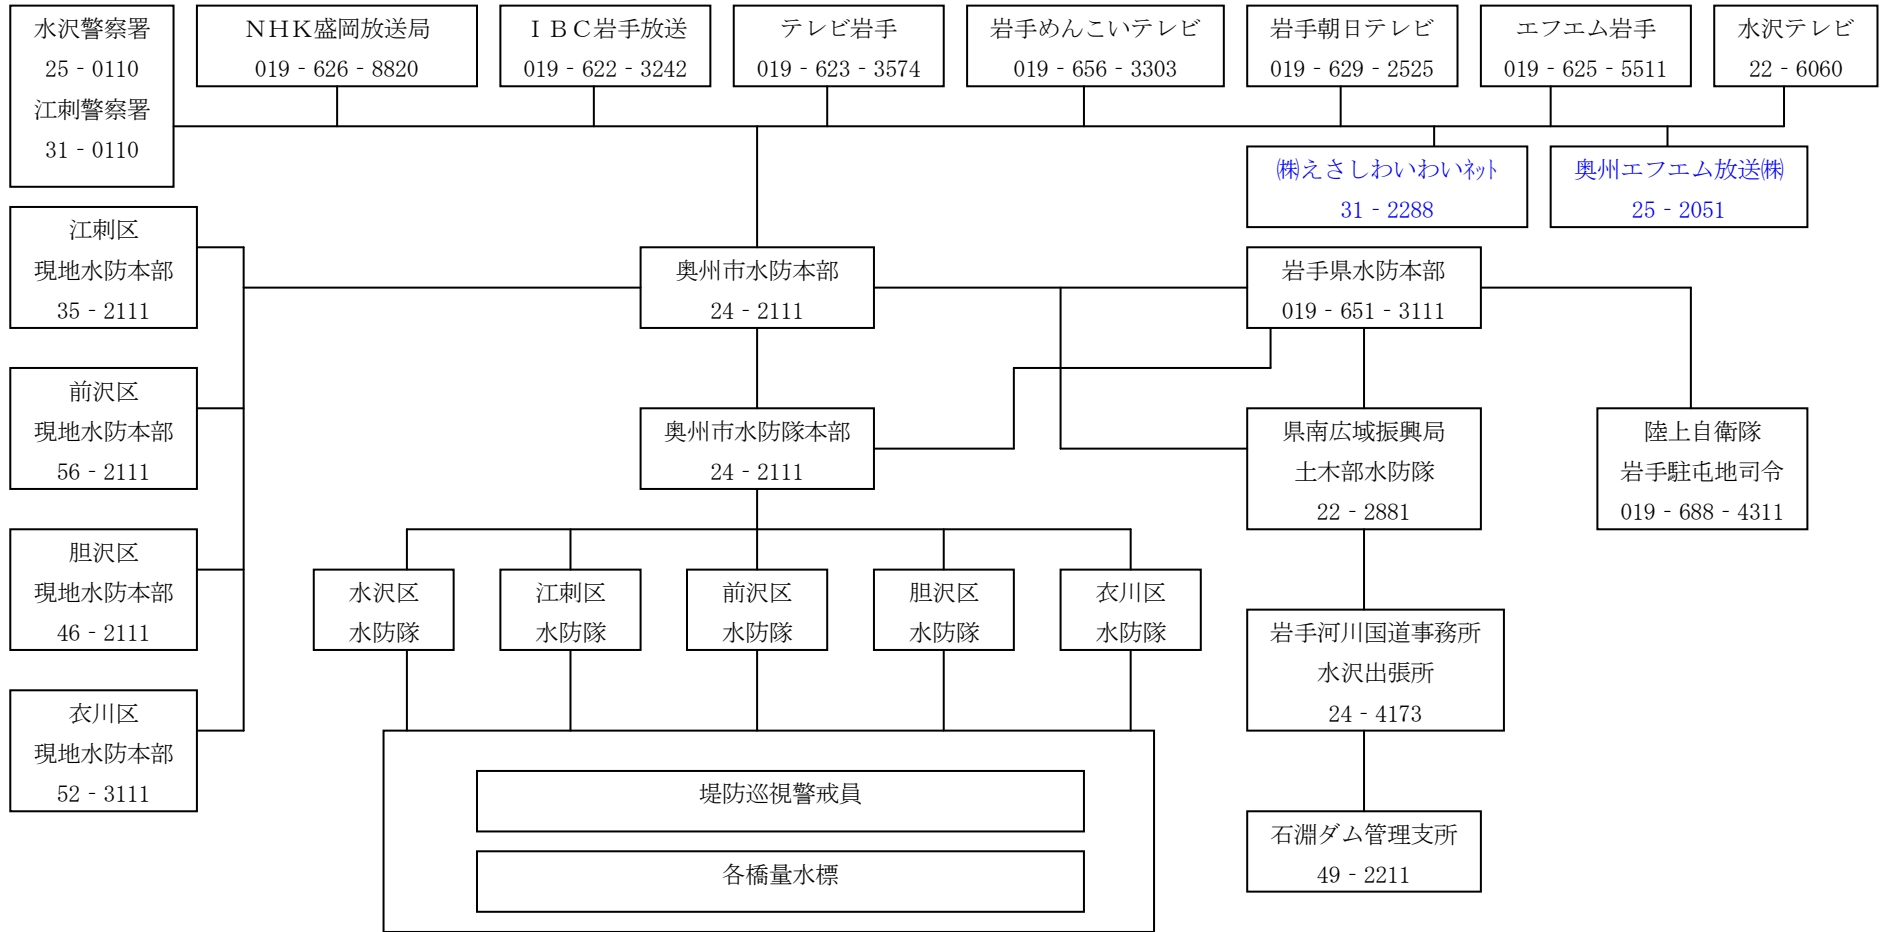 水沢警察署
25‐0110
江刺警察署
31‐0110
NHK盛岡放送局
019‐626‐8820
IBC岩手放送
019‐622‐3242
テレビ岩手
019‐623‐3574
岩手めんこいテレビ
019‐656‐3303
岩手朝日テレビ
019‐629‐2525
エフエム岩手
019‐625‐5511
水沢テレビ
22‐6060
㈱えさしわいわいネット
31‐2288
奥州エフエム放送㈱
25‐2051
江刺区
現地水防本部
35‐2111
奥州市水防本部
24‐2111
岩手県水防本部
019‐651‐3111
前沢区
現地水防本部
56‐2111
奥州市水防隊本部
24‐2111
県南広域振興局
土木部水防隊
22‐2881
陸上自衛隊
岩手駐屯地司令
019‐688‐4311
胆沢区
現地水防本部
46‐2111
水沢区
水防隊
江刺区
水防隊
前沢区
水防隊
胆沢区
水防隊
衣川区
水防隊
岩手河川国道事務所
水沢出張所
24‐4173
衣川区
現地水防本部
52‐3111
堤防巡視警戒員
各橋量水標
石淵ダム管理支所
49‐2211